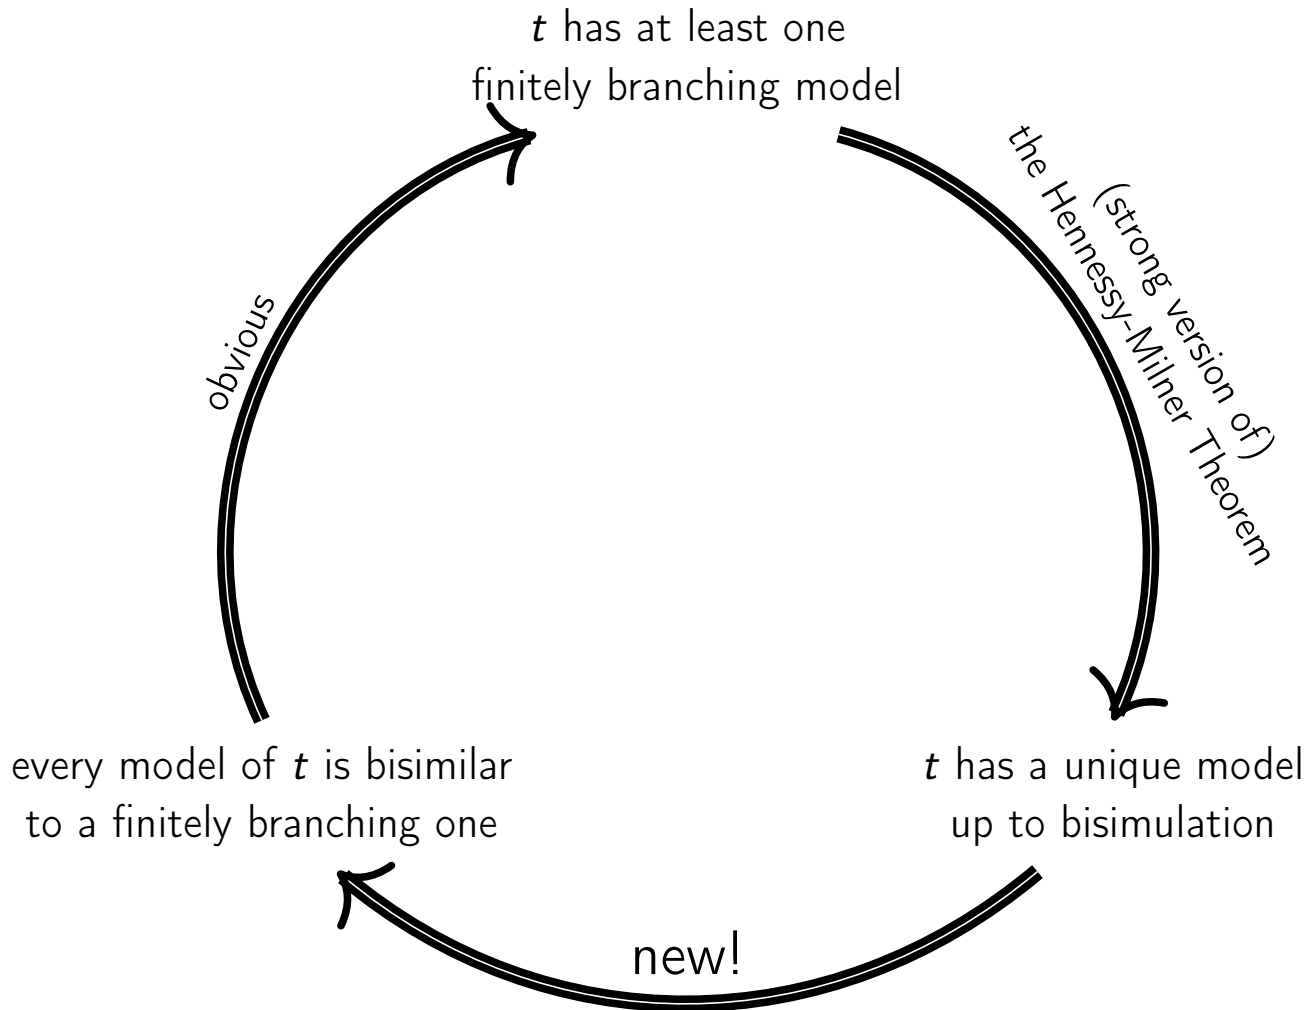 t has at least one
finitely branching model
(strong version of)
the Hennessy-Milner Theorem
obvious
every model of t is bisimilar
to a finitely branching one
t has a unique model
up to bisimulation
new!